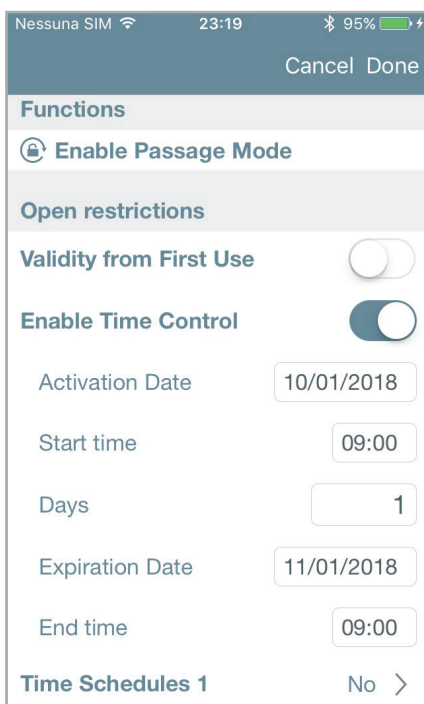 Nessuna SIM 23:19 95%
Cancel Done
Functions
Enable Passage Mode
Open restrictions
Validity from First Use
Enable Time Control
Activation Date 10/01/2018
Start time 09:00
Days 1
Expiration Date 11/01/2018
End time 09:00
Time Schedules 1 No